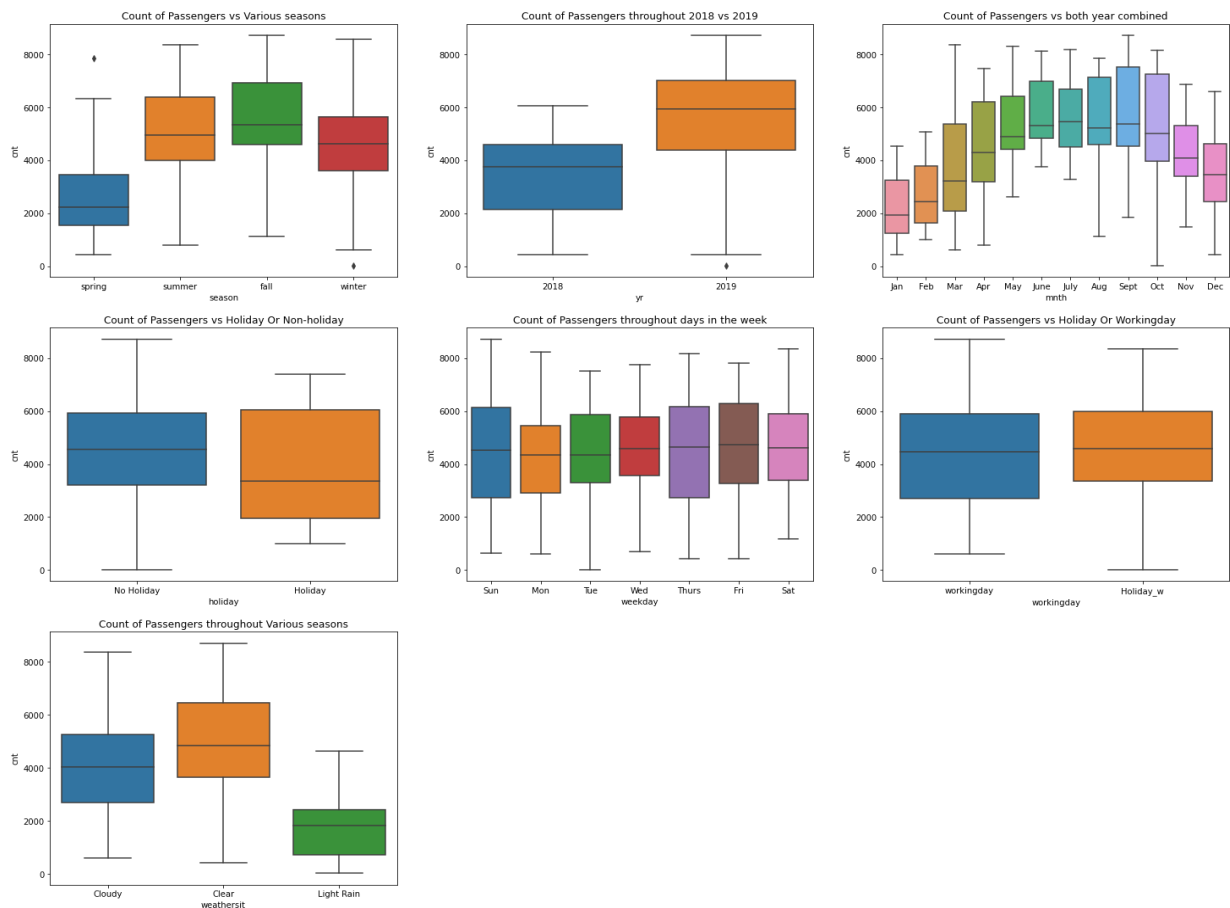 Count of Passengers vs Various seasons
8000
6000
4000
2000
0
cnt
spring summer fall winter
season
Count of Passengers throughout 2018 vs 2019
8000
6000
4000
2000
0
cnt
2018 2019
yr
Count of Passengers vs both year combined
8000
6000
4000
2000
0
cnt
Jan Feb Mar Apr May June July Aug Sept Oct Nov Dec
mnth
Count of Passengers vs Holiday Or Non-holiday
8000
6000
4000
2000
0
cnt
No Holiday Holiday
holiday
Count of Passengers throughout days in the week
8000
6000
4000
2000
0
cnt
Sun Mon Tue Wed Thurs Fri Sat
weekday
Count of Passengers vs Holiday Or Workingday
8000
6000
4000
2000
0
cnt
workingday Holiday_w
workingday
Count of Passengers throughout Various seasons
8000
6000
4000
2000
0
cnt
Cloudy Clear Light Rain
weathersit